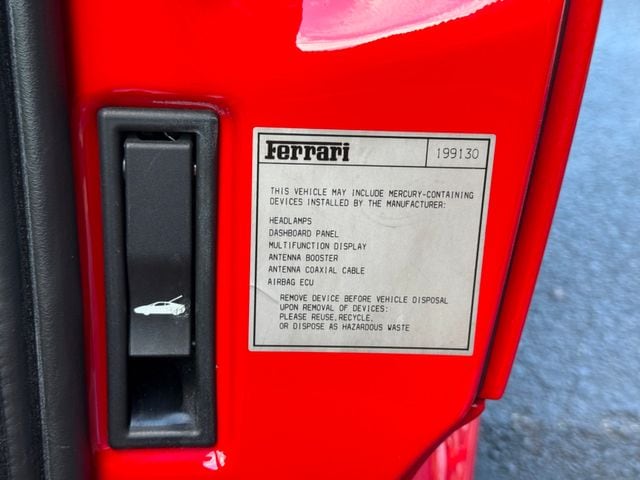 Ferrari
199130
THIS VEHICLE MAY INCLUDE MERCURY-CONTAINING
DEVICES INSTALLED BY THE MANUFACTURER:
HEADLAMPS
DASHBOARD PANEL
MULTIFUNCTION DISPLAY
ANTENNA BOOSTER
ANTENNA COAXIAL CABLE
AIRBAG ECU
REMOVE DEVICE BEFORE VEHICLE DISPOSAL
UPON REMOVAL OF DEVICES:
PLEASE REUSE, RECYCLE,
OR DISPOSE AS HAZARDOUS WASTE